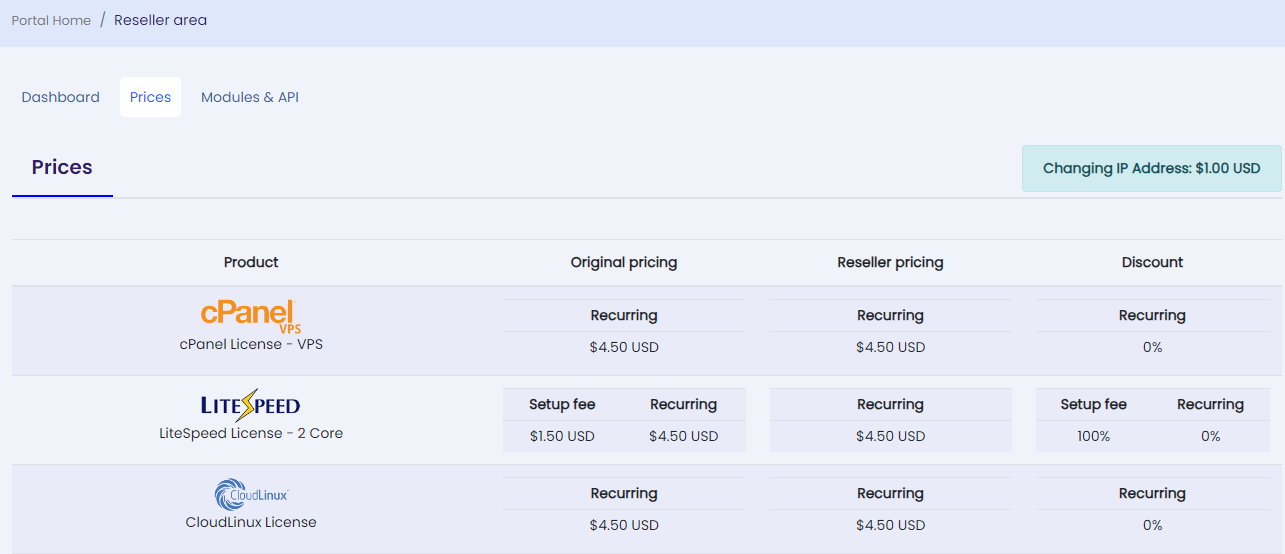 Portal Home / Reseller area
Dashboard Prices Modules & API
Prices
Changing IP Address: $1.00 USD
Product Original pricing Reseller pricing Discount
cPanel
VPS
cPanel License - VPS
Recurring Recurring Recurring
$4.50 USD $4.50 USD 0%
LITESPEED
LiteSpeed License - 2 Core
Setup fee Recurring Recurring Setup fee Recurring
$1.50 USD $4.50 USD $4.50 USD 100% 0%
CloudLinux
CloudLinux License
Recurring Recurring Recurring
$4.50 USD $4.50 USD 0%